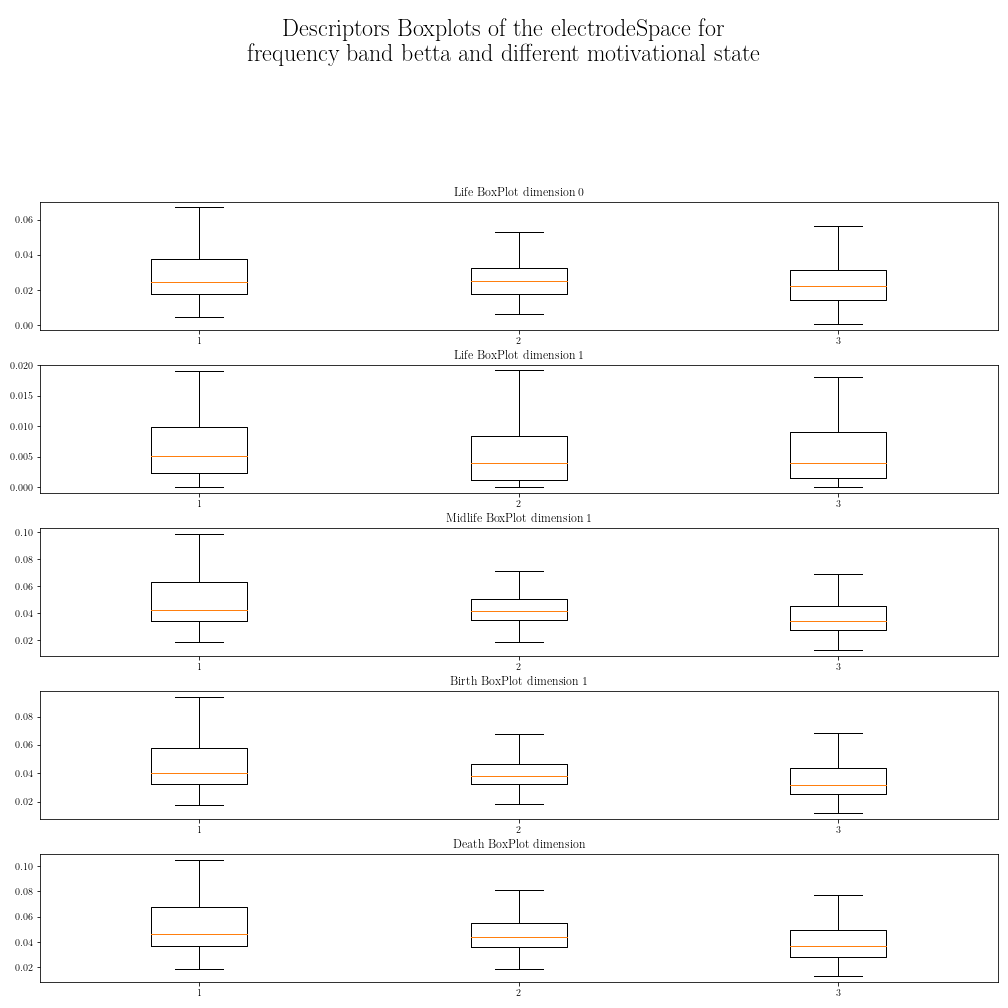 Descriptors Boxplots of the electrodeSpace for
frequency band betta and different motivational state
Life BoxPlot dimension 0
0.06
0.04
0.02
0.00
1 2 3
Life BoxPlot dimension 1
0.020
0.015
0.010
0.005
0.000
1 2 3
Midlife BoxPlot dimension 1
0.10
0.08
0.06
0.04
0.02
1 2 3
Birth BoxPlot dimension 1
0.08
0.06
0.04
0.02
1 2 3
Death BoxPlot dimension
0.10
0.08
0.06
0.04
0.02
1 2 3